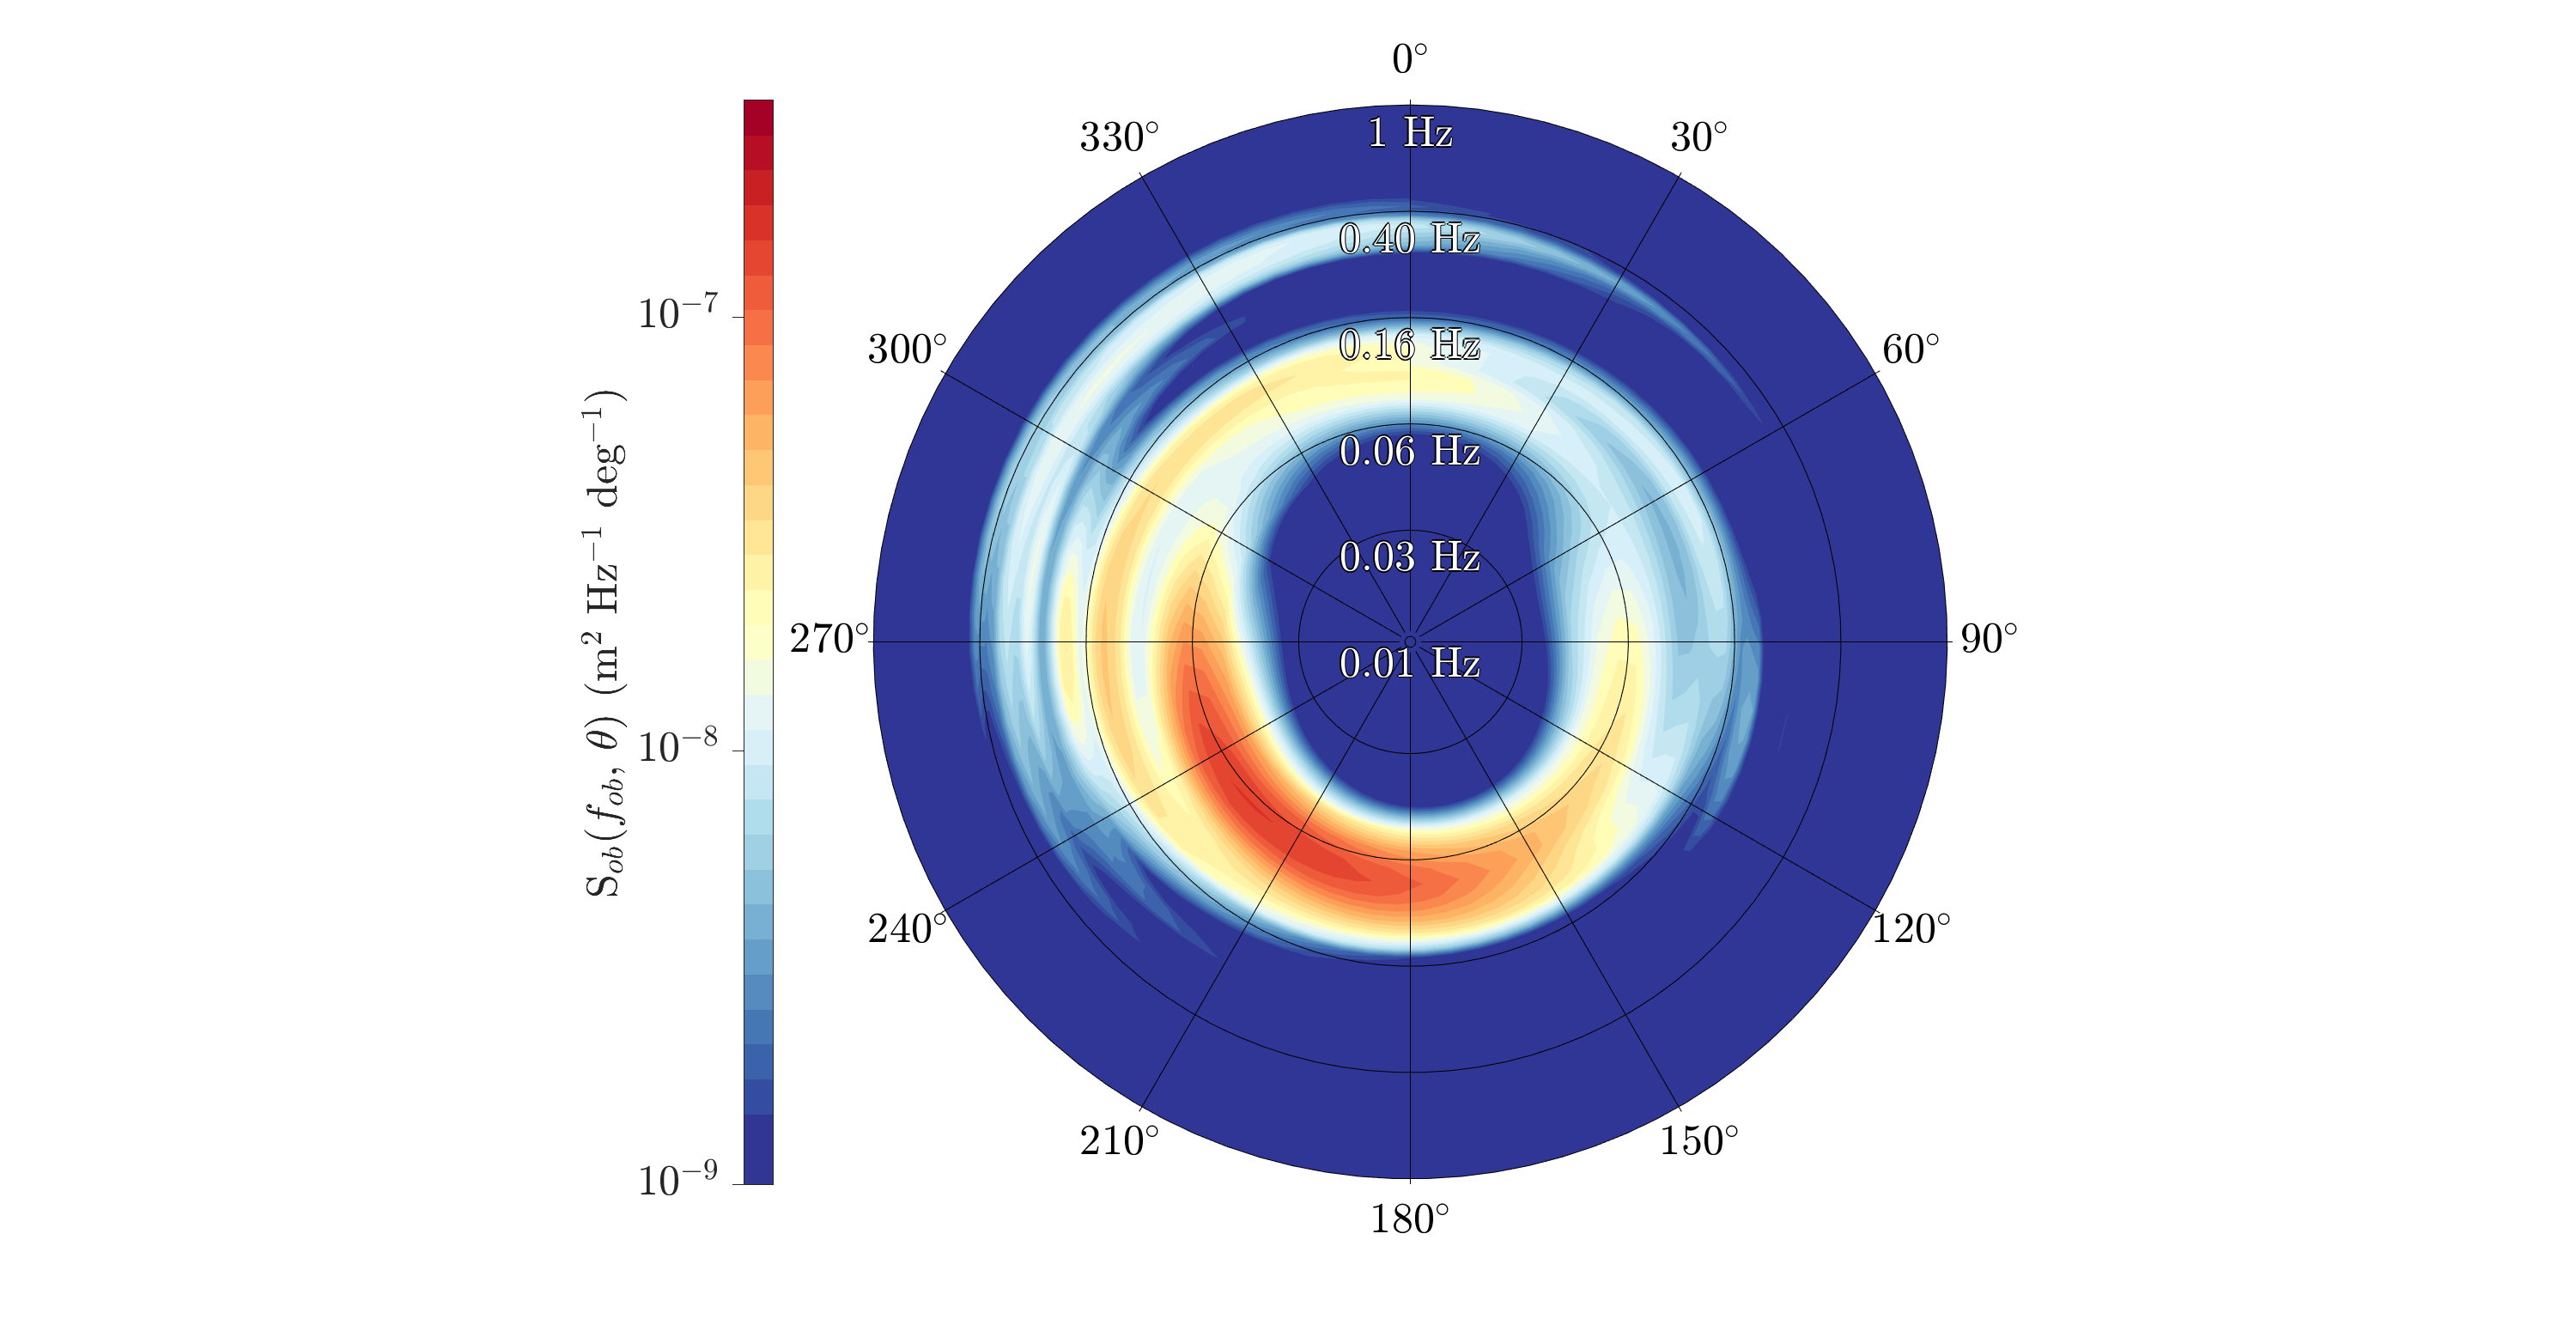 0°
330°
30°
1 Hz
0.40 Hz
10⁻⁷
300°
60°
0.16 Hz
0.06 Hz
0.03 Hz
S_ob(f_ob, θ) (m² Hz⁻¹ deg⁻¹)
270°
90°
0.01 Hz
10⁻⁸
240°
120°
210°
150°
10⁻⁹
180°